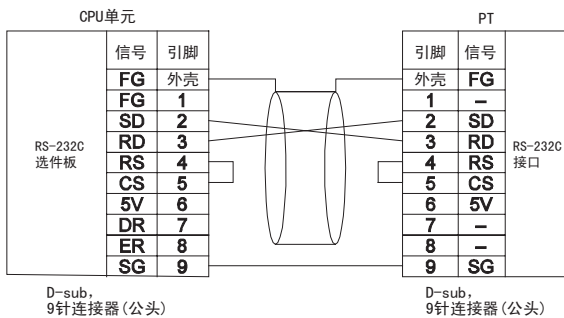 CPU单元 PT
信号 引脚 引脚 信号
FG 外壳 外壳 FG
FG 1 1 –
SD 2 2 SD
RD 3 3 RD
RS-232C RS-232C
选件板 接口
RS 4 4 RS
CS 5 5 CS
5V 6 6 5V
DR 7 7 –
ER 8 8 –
SG 9 9 SG
D-sub, D-sub,
9针连接器(公头) 9针连接器(公头)